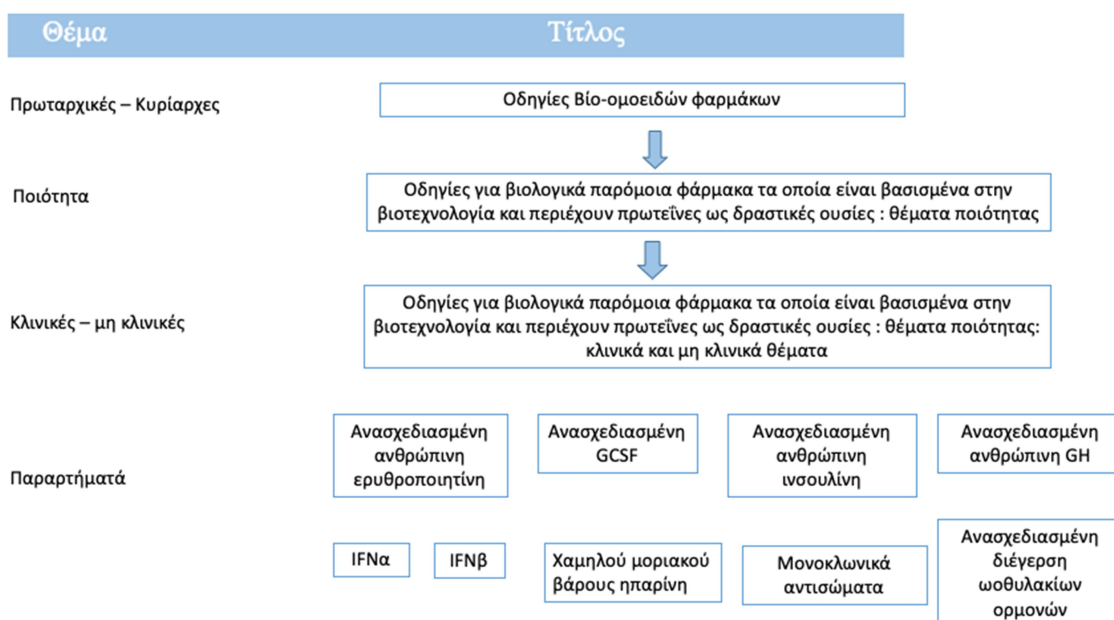 Θέμα Τίτλος
Πρωταρχικές – Κυρίαρχες
Οδηγίες Βίο-ομοειδών φαρμάκων
Ποιότητα
Οδηγίες για βιολογικά παρόμοια φάρμακα τα οποία είναι βασισμένα στην
βιοτεχνολογία και περιέχουν πρωτεΐνες ως δραστικές ουσίες : θέματα ποιότητας
Κλινικές – μη κλινικές
Οδηγίες για βιολογικά παρόμοια φάρμακα τα οποία είναι βασισμένα στην
βιοτεχνολογία και περιέχουν πρωτεΐνες ως δραστικές ουσίες : θέματα ποιότητας:
κλινικά και μη κλινικά θέματα
Παραρτήματά
Ανασχεδιασμένη
ανθρώπινη
ερυθροποιητίνη
Ανασχεδιασμένη
GCSF
Ανασχεδιασμένη
ανθρώπινη
ινσουλίνη
Ανασχεδιασμένη
ανθρώπινη GH
IFNα
IFNβ
Χαμηλού μοριακού
βάρους ηπαρίνη
Μονοκλωνικά
αντισώματα
Ανασχεδιασμένη
διέγερση
ωοθυλακίων
ορμονών